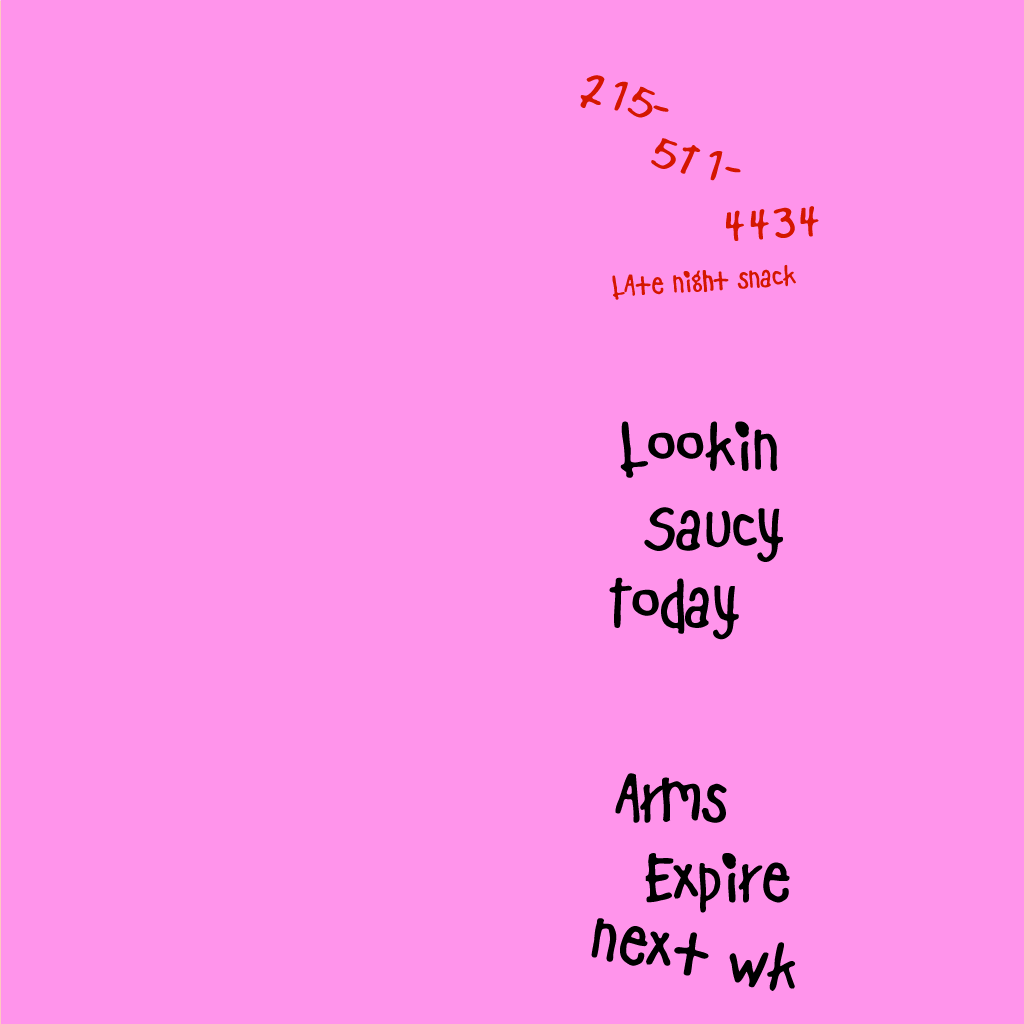 215-
511-
4434
LAte night snack
Lookin
saucy
today
Arms
Expire
next wk